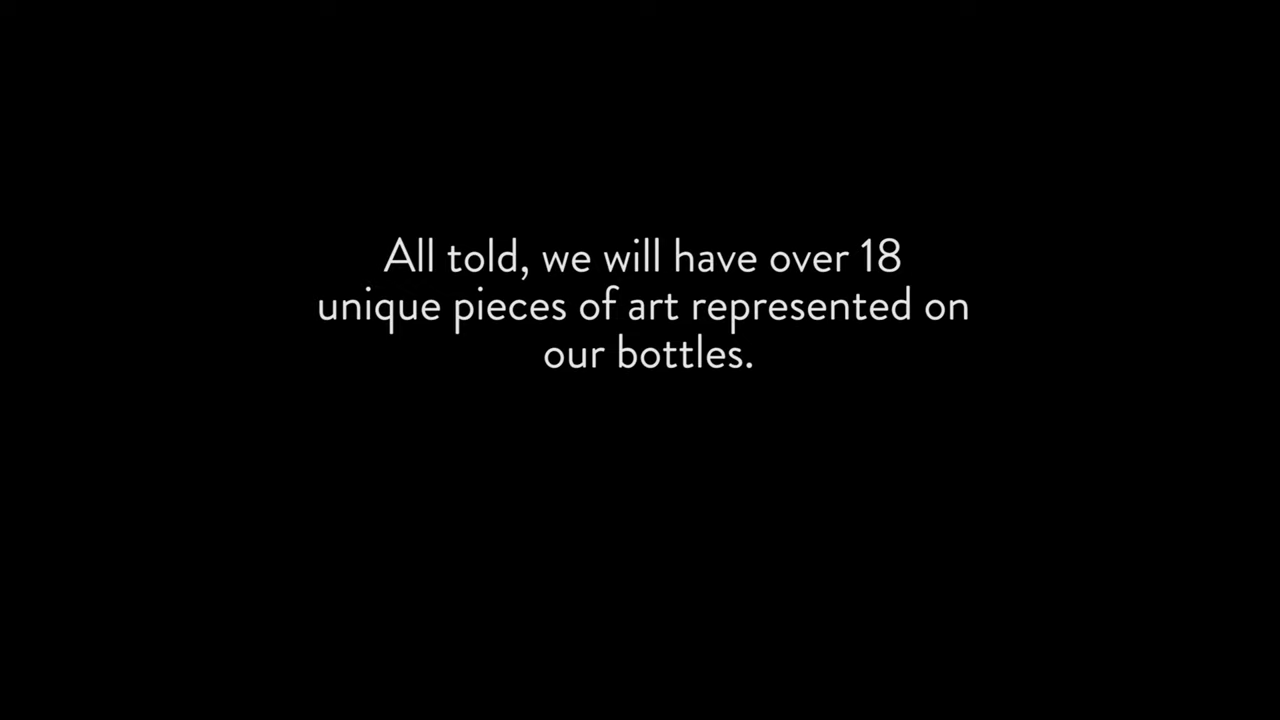 All told, we will have over 18
unique pieces of art represented on
our bottles.